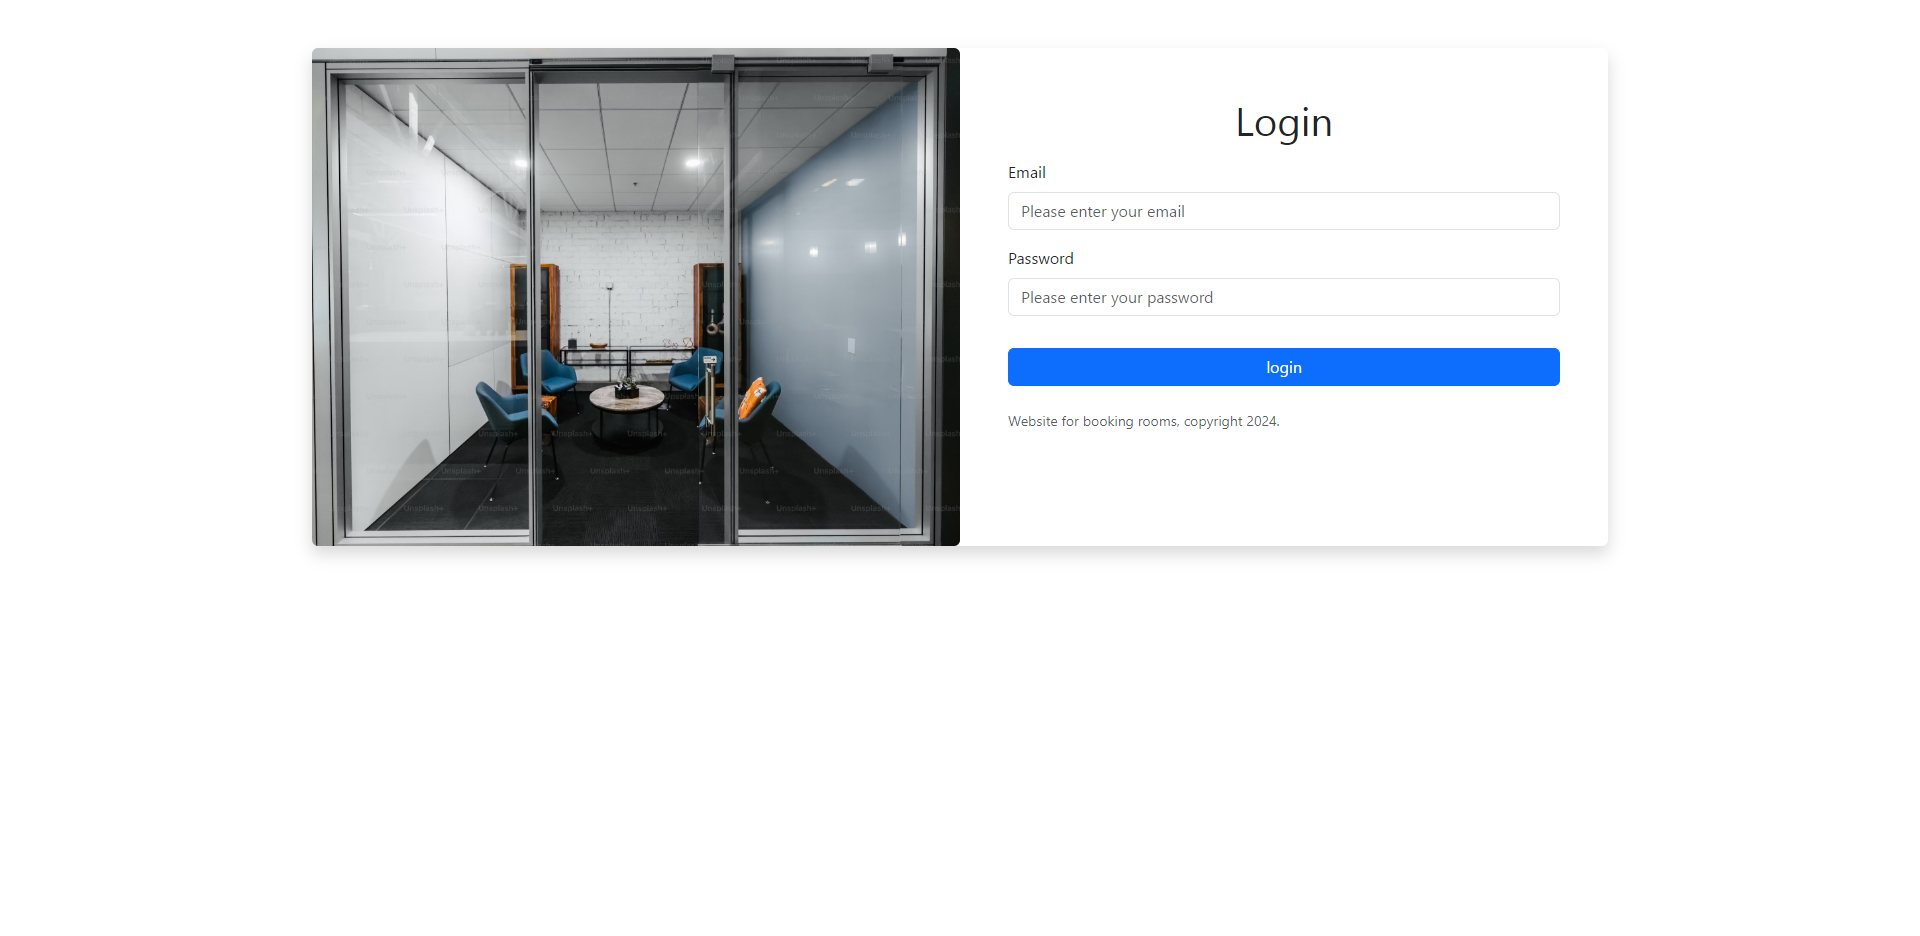 Login
Email
Please enter your email
Password
Please enter your password
login
Website for booking rooms, copyright 2024.
Unsplash+